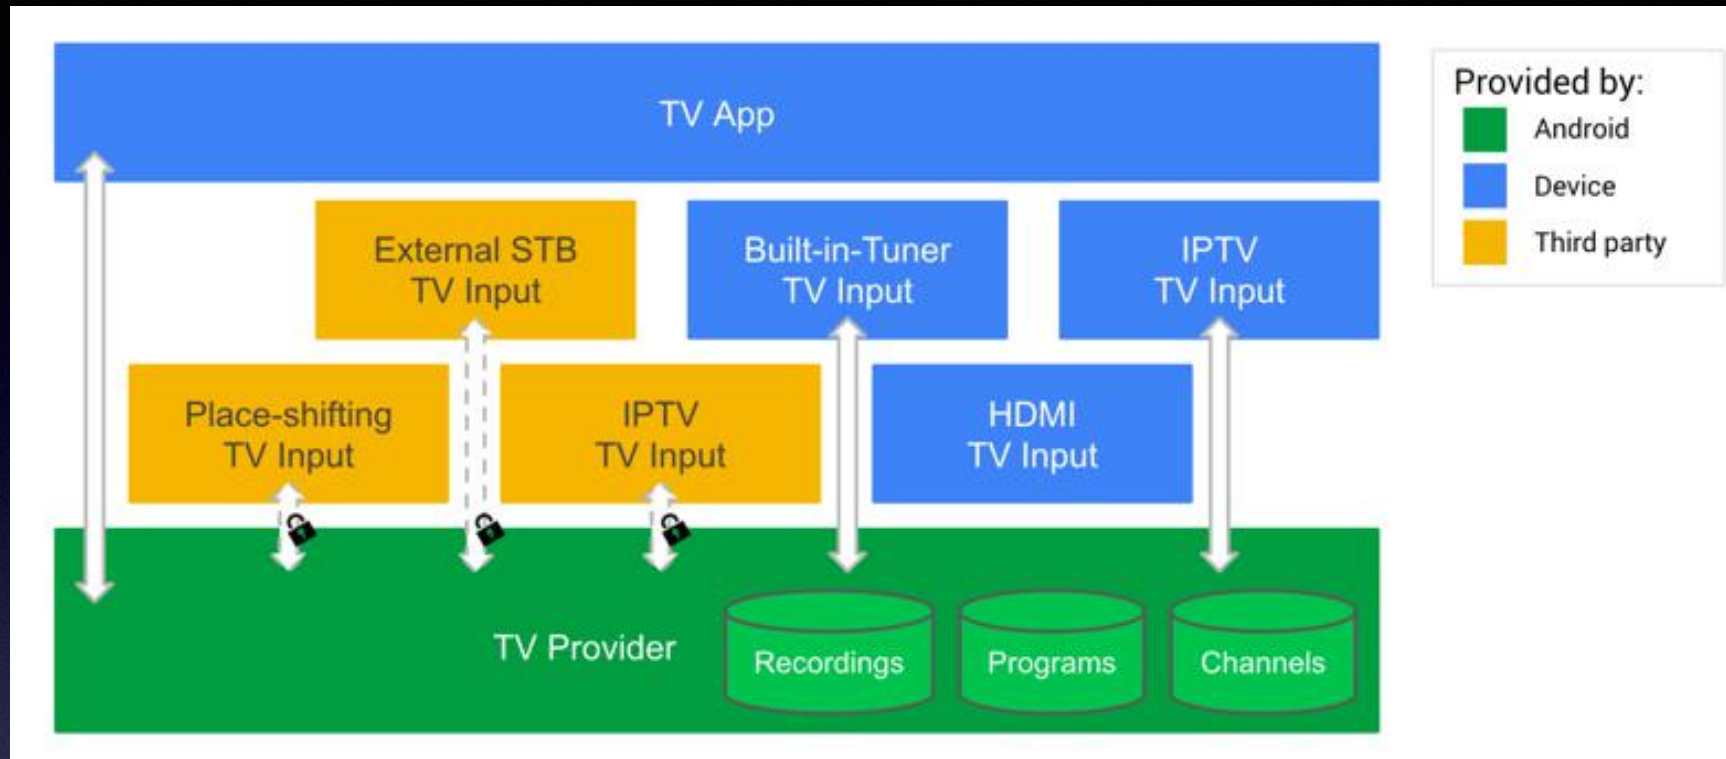 TV App
Provided by:
Android
Device
Third party
External STB
TV Input
Built-in-Tuner
TV Input
IPTV
TV Input
Place-shifting
TV Input
IPTV
TV Input
HDMI
TV Input
TV Provider
Recordings
Programs
Channels